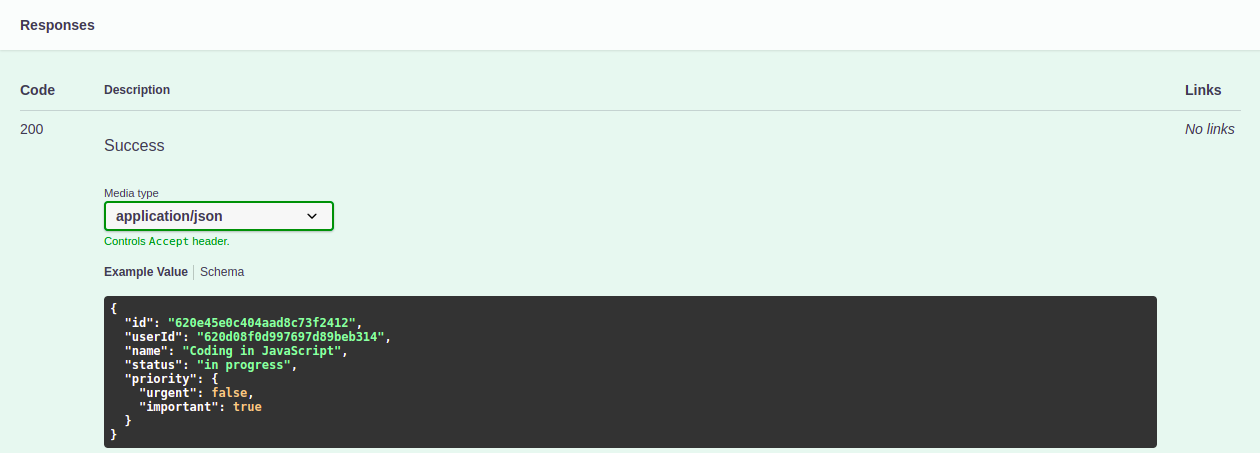 Responses
Code Description Links
200 Success No links
Media type
application/json
Controls Accept header.
Example Value Schema
{
  "id": "620e45e0c404aad8c73f2412",
  "userId": "620d08f0d997697d89beb314",
  "name": "Coding in JavaScript",
  "status": "in progress",
  "priority": {
    "urgent": false,
    "important": true
  }
}